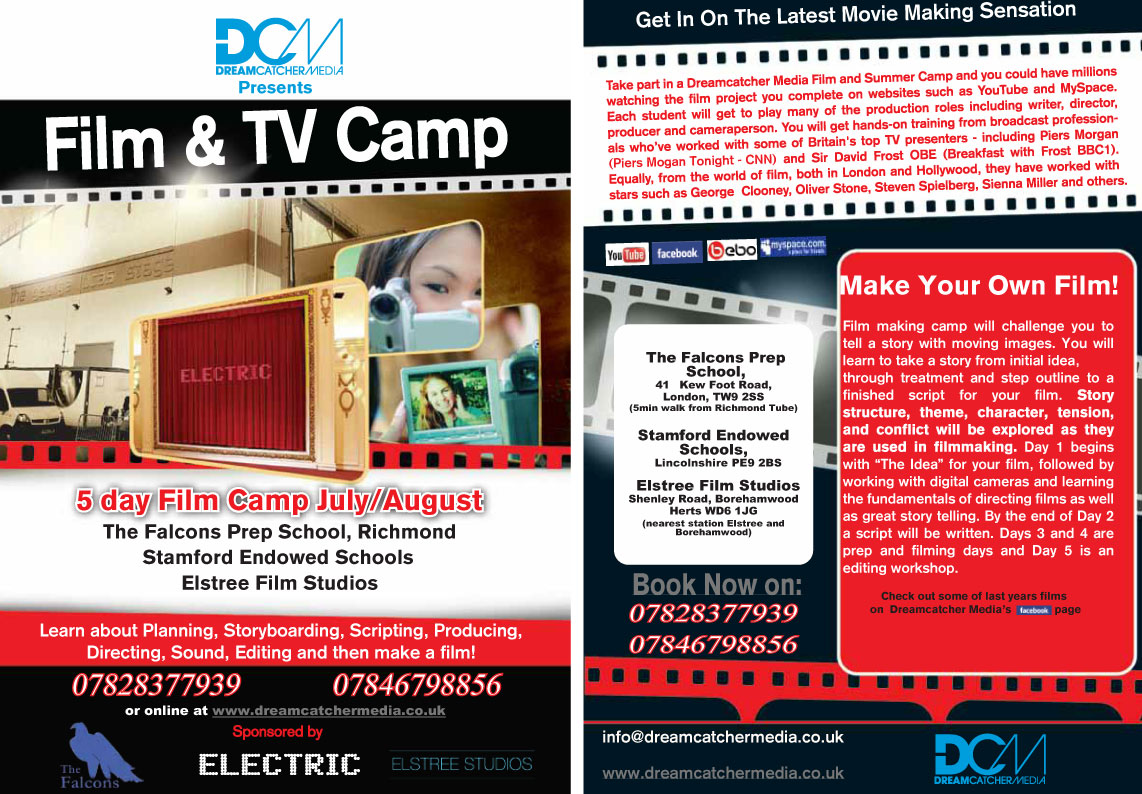 DCM
DREAMCATCHERMEDIA
Presents
Film & TV Camp
ELECTRIC
5 day Film Camp July/August
The Falcons Prep School, Richmond
Stamford Endowed Schools
Elstree Film Studios
Learn about Planning, Storyboarding, Scripting, Producing,
Directing, Sound, Editing and then make a film!
07828377939 07846798856
or online at www.dreamcatchermedia.co.uk
Sponsored by
The
Falcons
ELECTRIC
ELSTREE STUDIOS
Get In On The Latest Movie Making Sensation
Take part in a Dreamcatcher Media Film and Summer Camp and you could have millions
watching the film project you complete on websites such as YouTube and MySpace.
Each student will get to play many of the production roles including writer, director,
producer and cameraperson. You will get hands-on training from broadcast profession-
als who've worked with some of Britain's top TV presenters - including Piers Morgan
(Piers Mogan Tonight - CNN) and Sir David Frost OBE (Breakfast with Frost BBC1).
Equally, from the world of film, both in London and Hollywood, they have worked with
stars such as George Clooney, Oliver Stone, Steven Spielberg, Sienna Miller and others.
YouTube facebook bebo myspace.com
a place for friends
The Falcons Prep
School,
41 Kew Foot Road,
London, TW9 2SS
(5min walk from Richmond Tube)
Stamford Endowed
Schools,
Lincolnshire PE9 2BS
Elstree Film Studios
Shenley Road, Borehamwood
Herts WD6 1JG
(nearest station Elstree and
Borehamwood)
Book Now on:
07828377939
07846798856
Make Your Own Film!
Film making camp will challenge you to
tell a story with moving images. You will
learn to take a story from initial idea,
through treatment and step outline to a
finished script for your film. Story
structure, theme, character, tension,
and conflict will be explored as they
are used in filmmaking. Day 1 begins
with “The Idea” for your film, followed by
working with digital cameras and learning
the fundamentals of directing films as well
as great story telling. By the end of Day 2
a script will be written. Days 3 and 4 are
prep and filming days and Day 5 is an
editing workshop.
Check out some of last years films
on Dreamcatcher Media's facebook page
info@dreamcatchermedia.co.uk
www.dreamcatchermedia.co.uk
DCM
DREAMCATCHERMEDIA